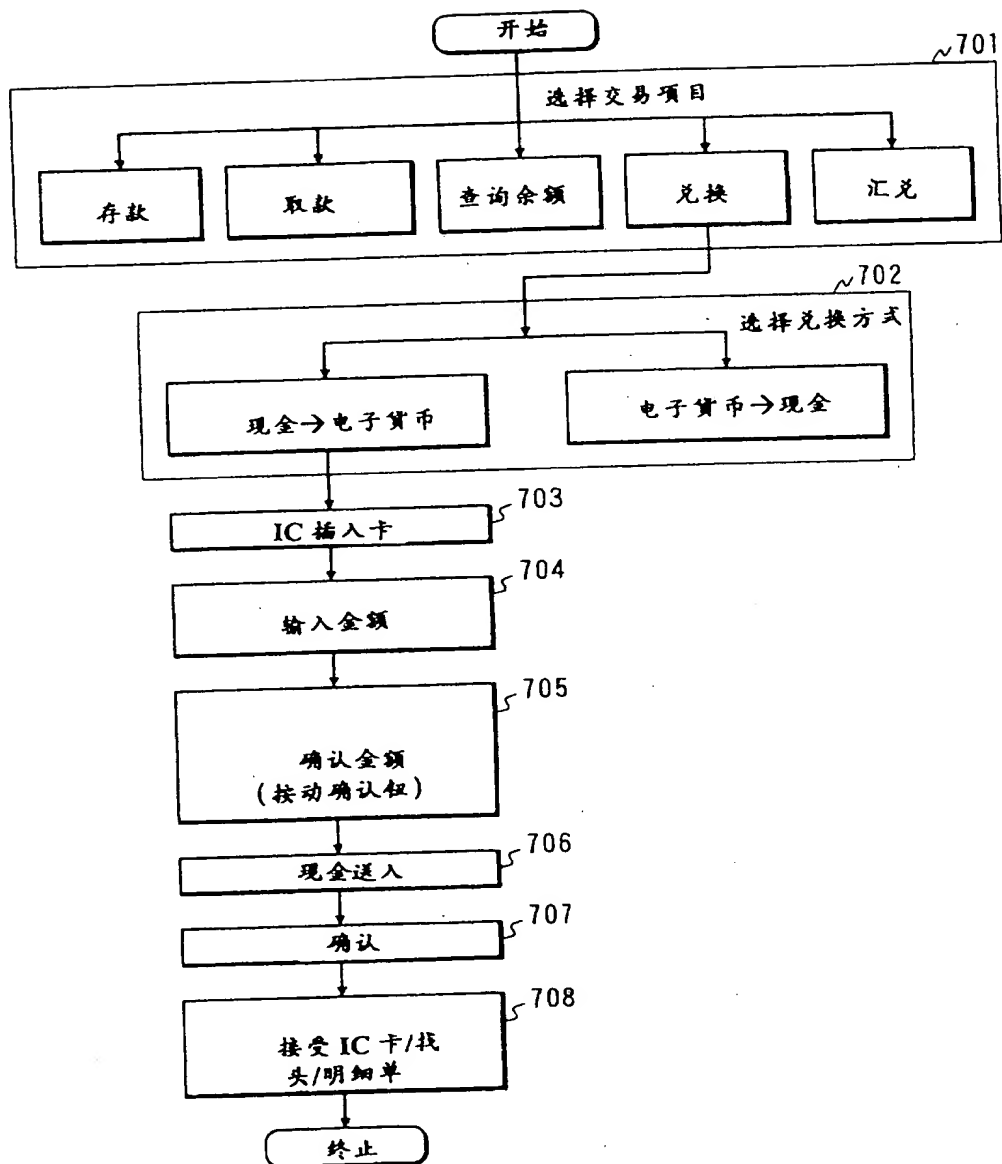 开始
701
选择交易项目
存款
取款
查询余额
兑换
汇兑
702
选择兑换方式
现金→电子货币
电子货币→现金
703
IC 插入卡
704
输入金额
705
确认金额
(按动确认钮)
706
现金送入
707
确认
708
接受 IC 卡/找
头/明细单
终止